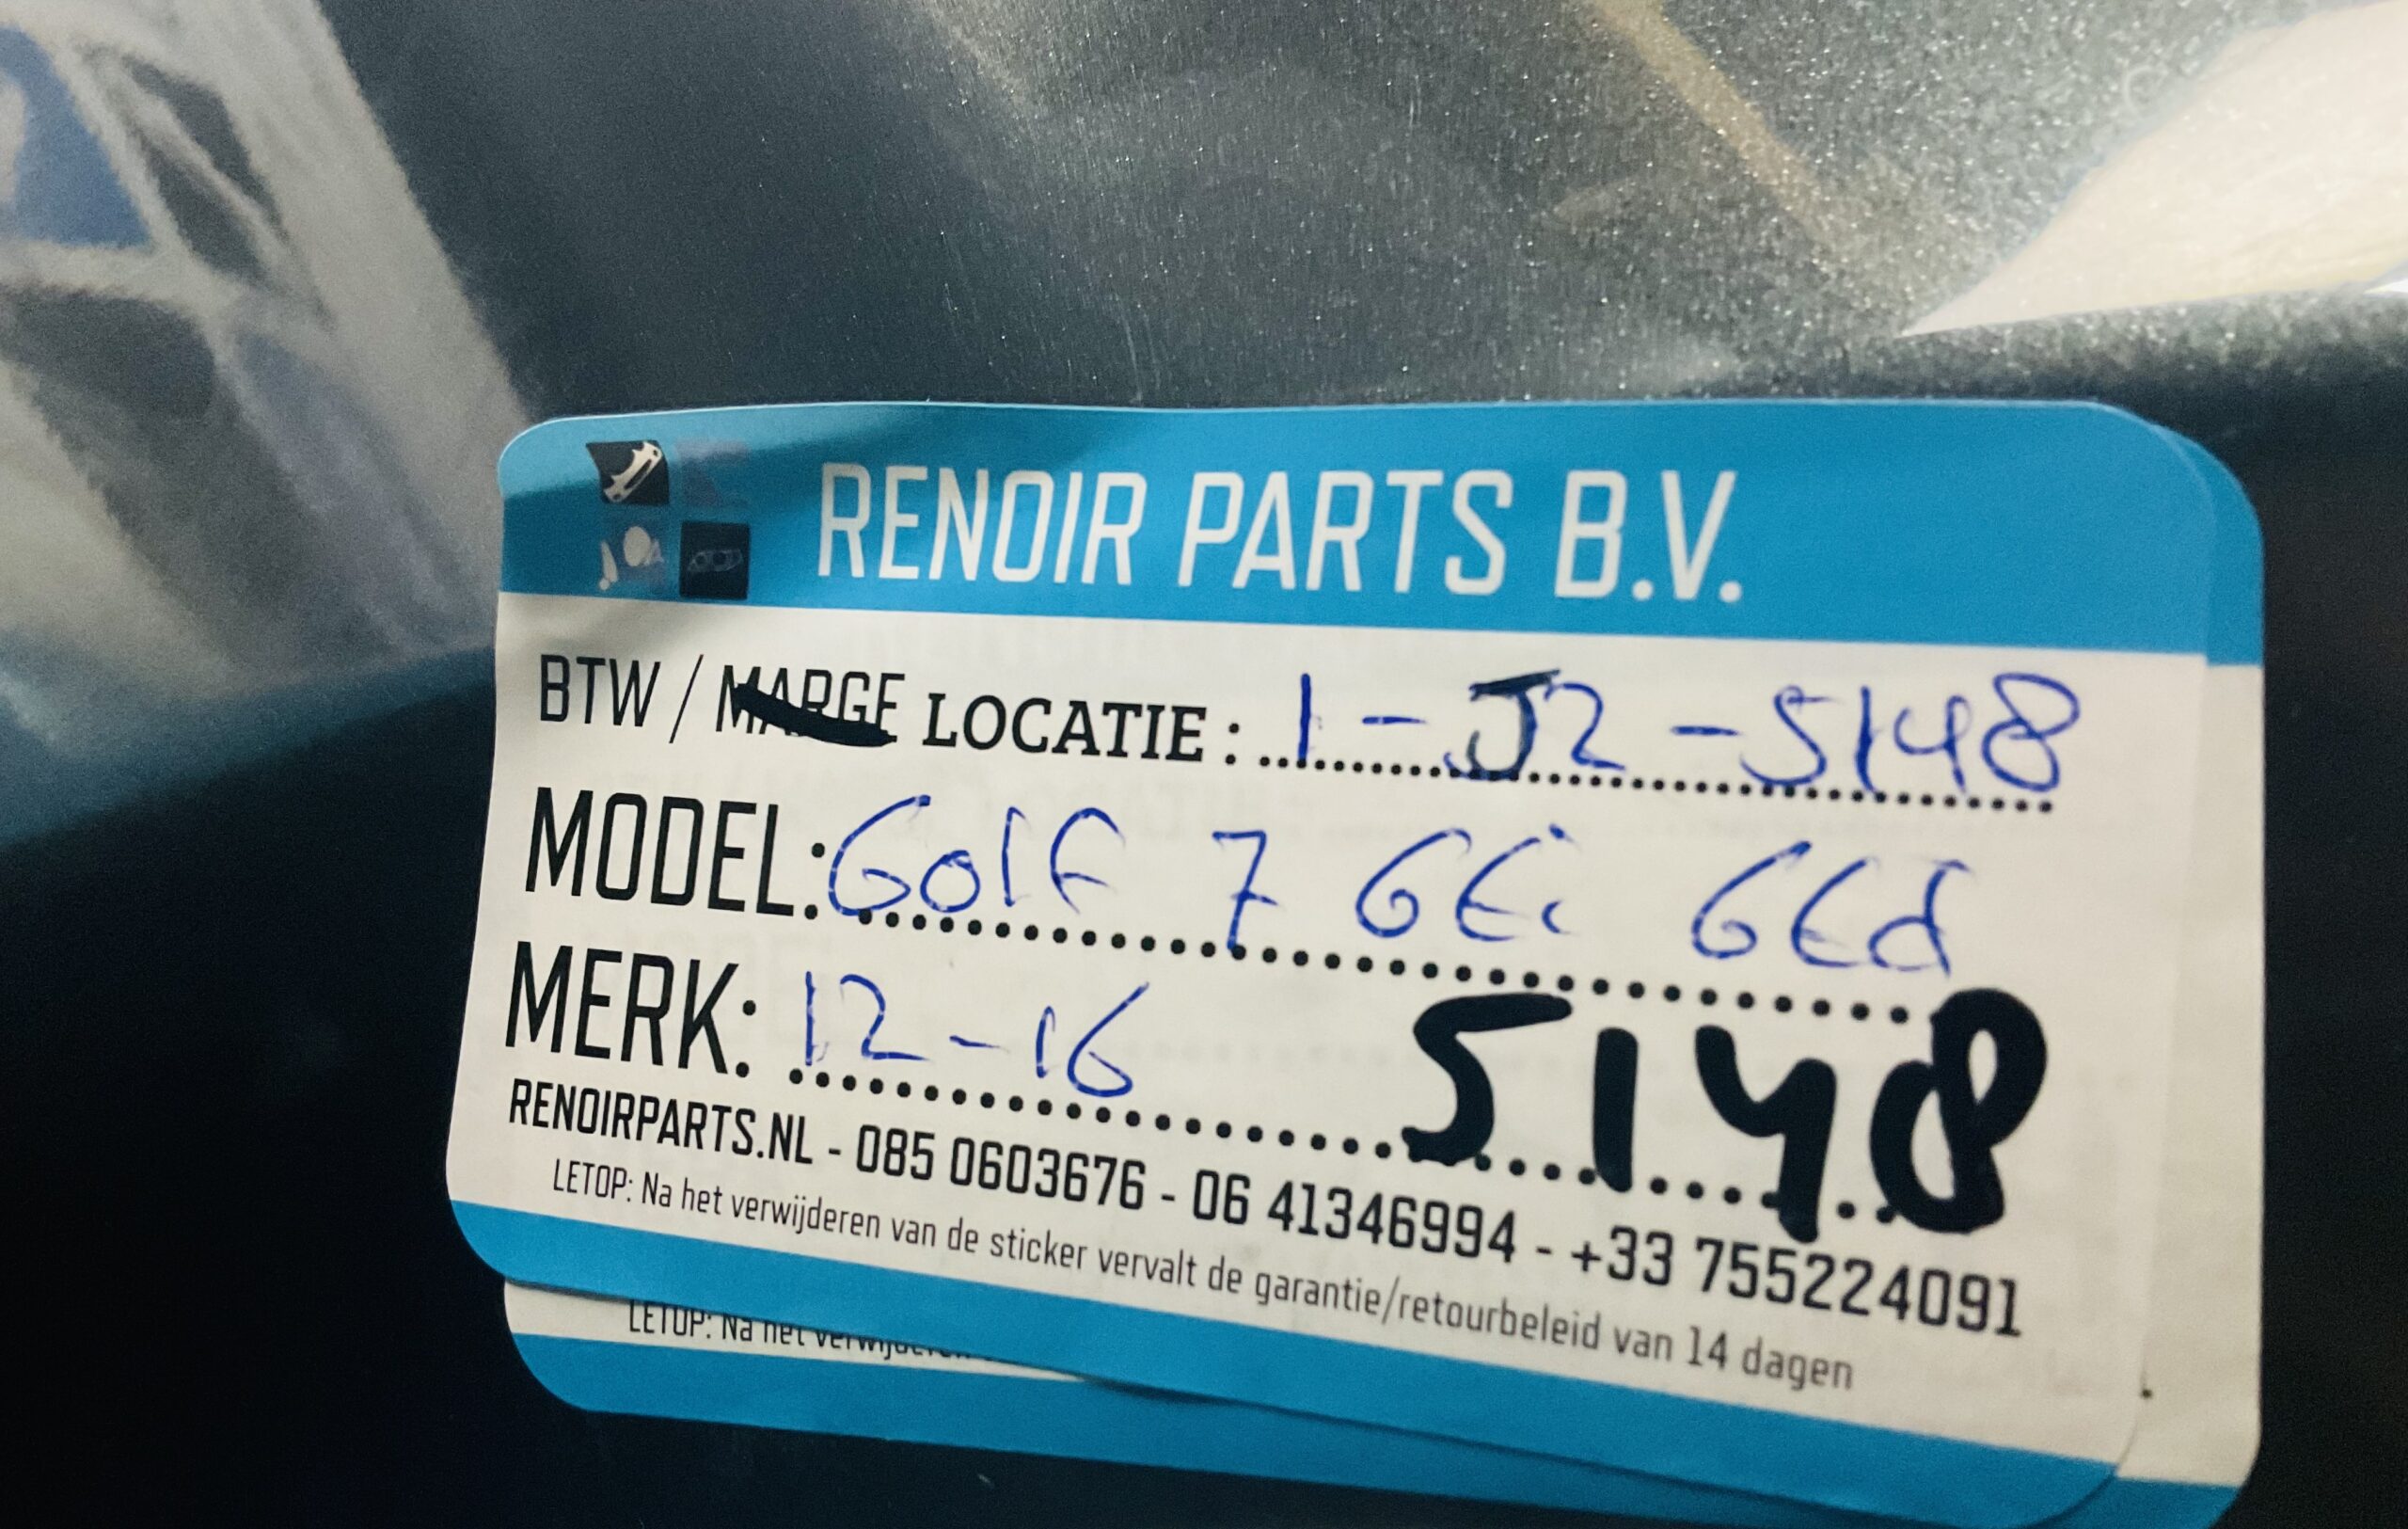 RENOIR PARTS B.V.
BTW / MARGE LOCATIE : 1 - J2 - 5148
MODEL: Golf 7 GTi GTd
MERK: 12-16 5148
RENOIRPARTS.NL - 085 0603676 - 06 41346994 - +33 755224091
LETOP: Na het verwijderen van de sticker vervalt de garantie/retourbeleid van 14 dagen
LETOP: Na het verwijderen